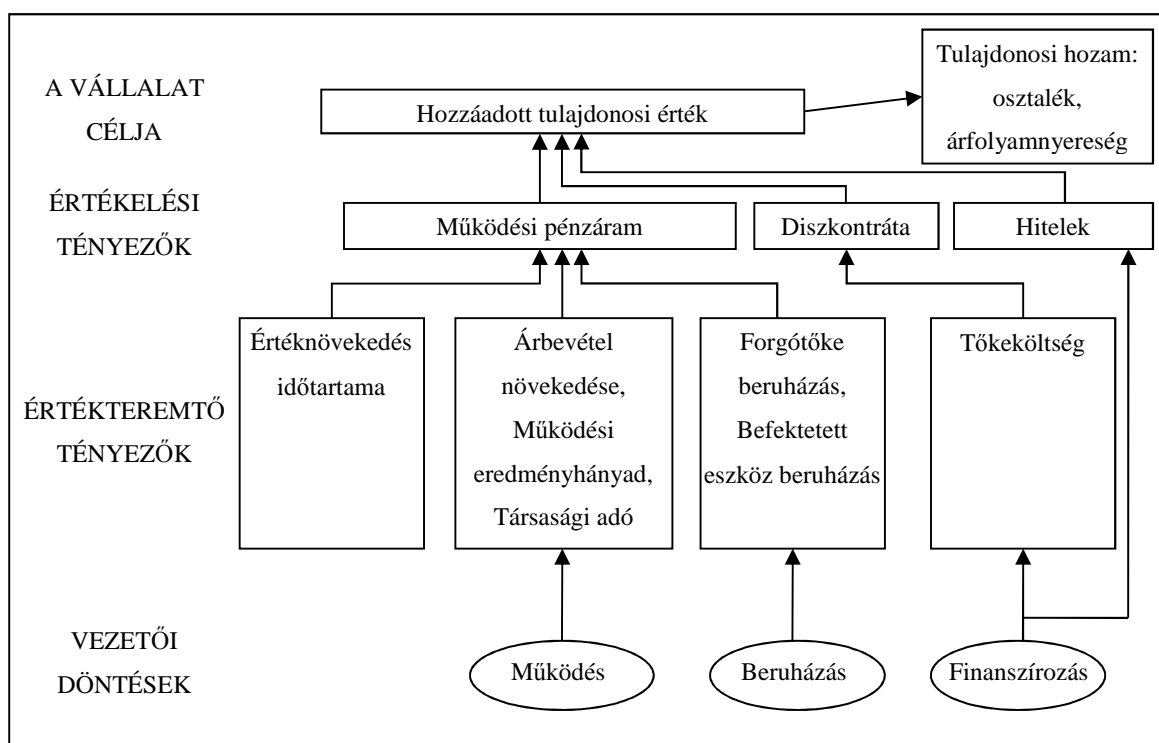 A VÁLLALAT
CÉLJA
Hozzáadott tulajdonosi érték
Tulajdonosi hozam:
osztalék,
árfolyamnyereség
ÉRTÉKELÉSI
TÉNYEZŐK
Működési pénzáram
Diszkontráta
Hitelek
ÉRTÉKTEREMTŐ
TÉNYEZŐK
Értéknövekedés
időtartama
Árbevétel
növekedése,
Működési
eredményhányad,
Társasági adó
Forgótőke
beruházás,
Befektetett
eszköz beruházás
Tőkeköltség
VEZETŐI
DÖNTÉSEK
Működés
Beruházás
Finanszírozás